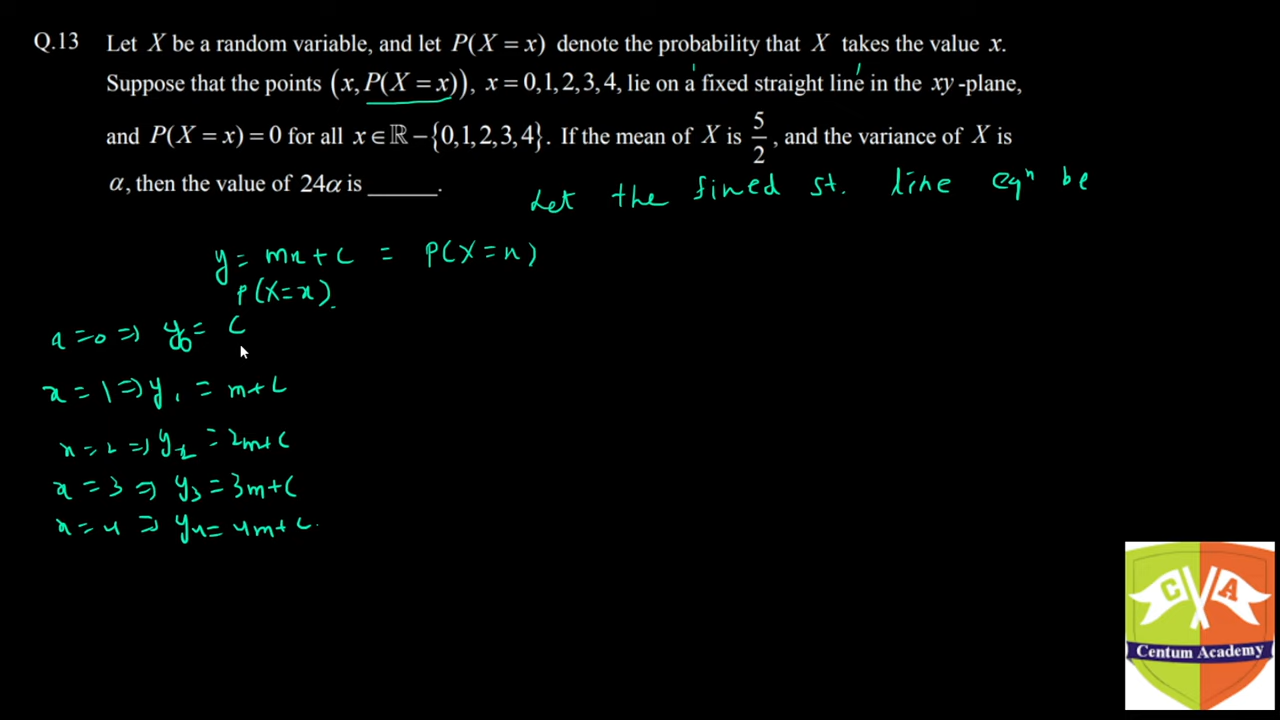 Q.13 Let X be a random variable, and let P(X = x) denote the probability that X takes the value x.
Suppose that the points (x, P(X = x)), x = 0,1,2,3,4, lie on a fixed straight line in the xy-plane,
and P(X = x) = 0 for all x ∈ ℝ − {0,1,2,3,4}. If the mean of X is 5/2, and the variance of X is
α, then the value of 24α is ______.
Let the fixed st. line eqⁿ be
y = mx + c = P(X = x)
P(X = x)
x = 0 ⇒ y₀ = c
x = 1 ⇒ y₁ = m + c
x = 2 ⇒ y₂ = 2m + c
x = 3 ⇒ y₃ = 3m + c
x = 4 ⇒ y₄ = 4m + c
C A
Centum Academy